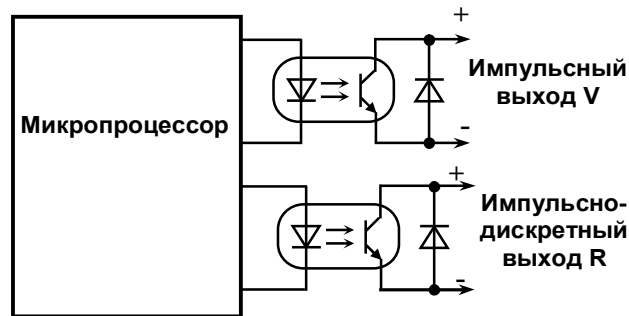 +
Импульсный
выход V
-
Микропроцессор
+
Импульсно-
дискретный
выход R
-